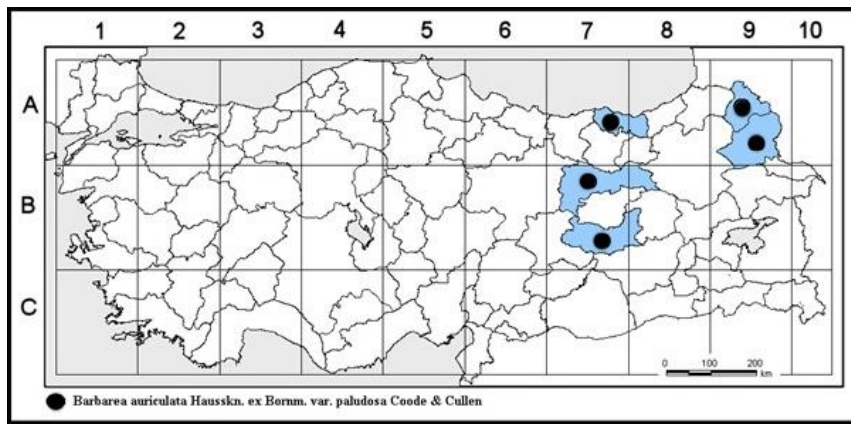 1 2 3 4 5 6 7 8 9 10
A
B
C
0 100 200
km
Barbarea auriculata Hausskn. ex Bornm. var. paludosa Coode & Cullen